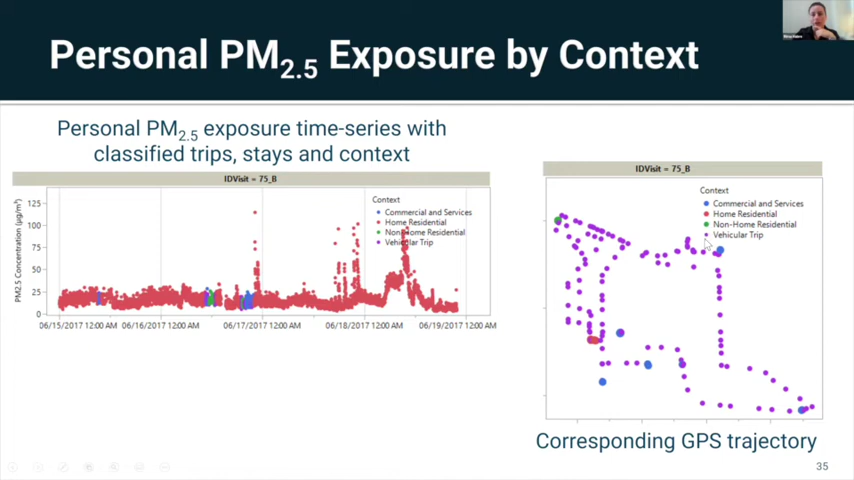 Personal PM2.5 Exposure by Context
Personal PM2.5 exposure time-series with
classified trips, stays and context
IDVisit = 75_B
PM2.5 Concentration (µg/m³)
125
100
75
50
25
0
Context
Commercial and Services
Home Residential
Non-Home Residential
Vehicular Trip
06/15/2017 12:00 AM 06/16/2017 12:00 AM 06/17/2017 12:00 AM 06/18/2017 12:00 AM 06/19/2017 12:00 AM
IDVisit = 75_B
Context
Commercial and Services
Home Residential
Non-Home Residential
Vehicular Trip
Corresponding GPS trajectory
35